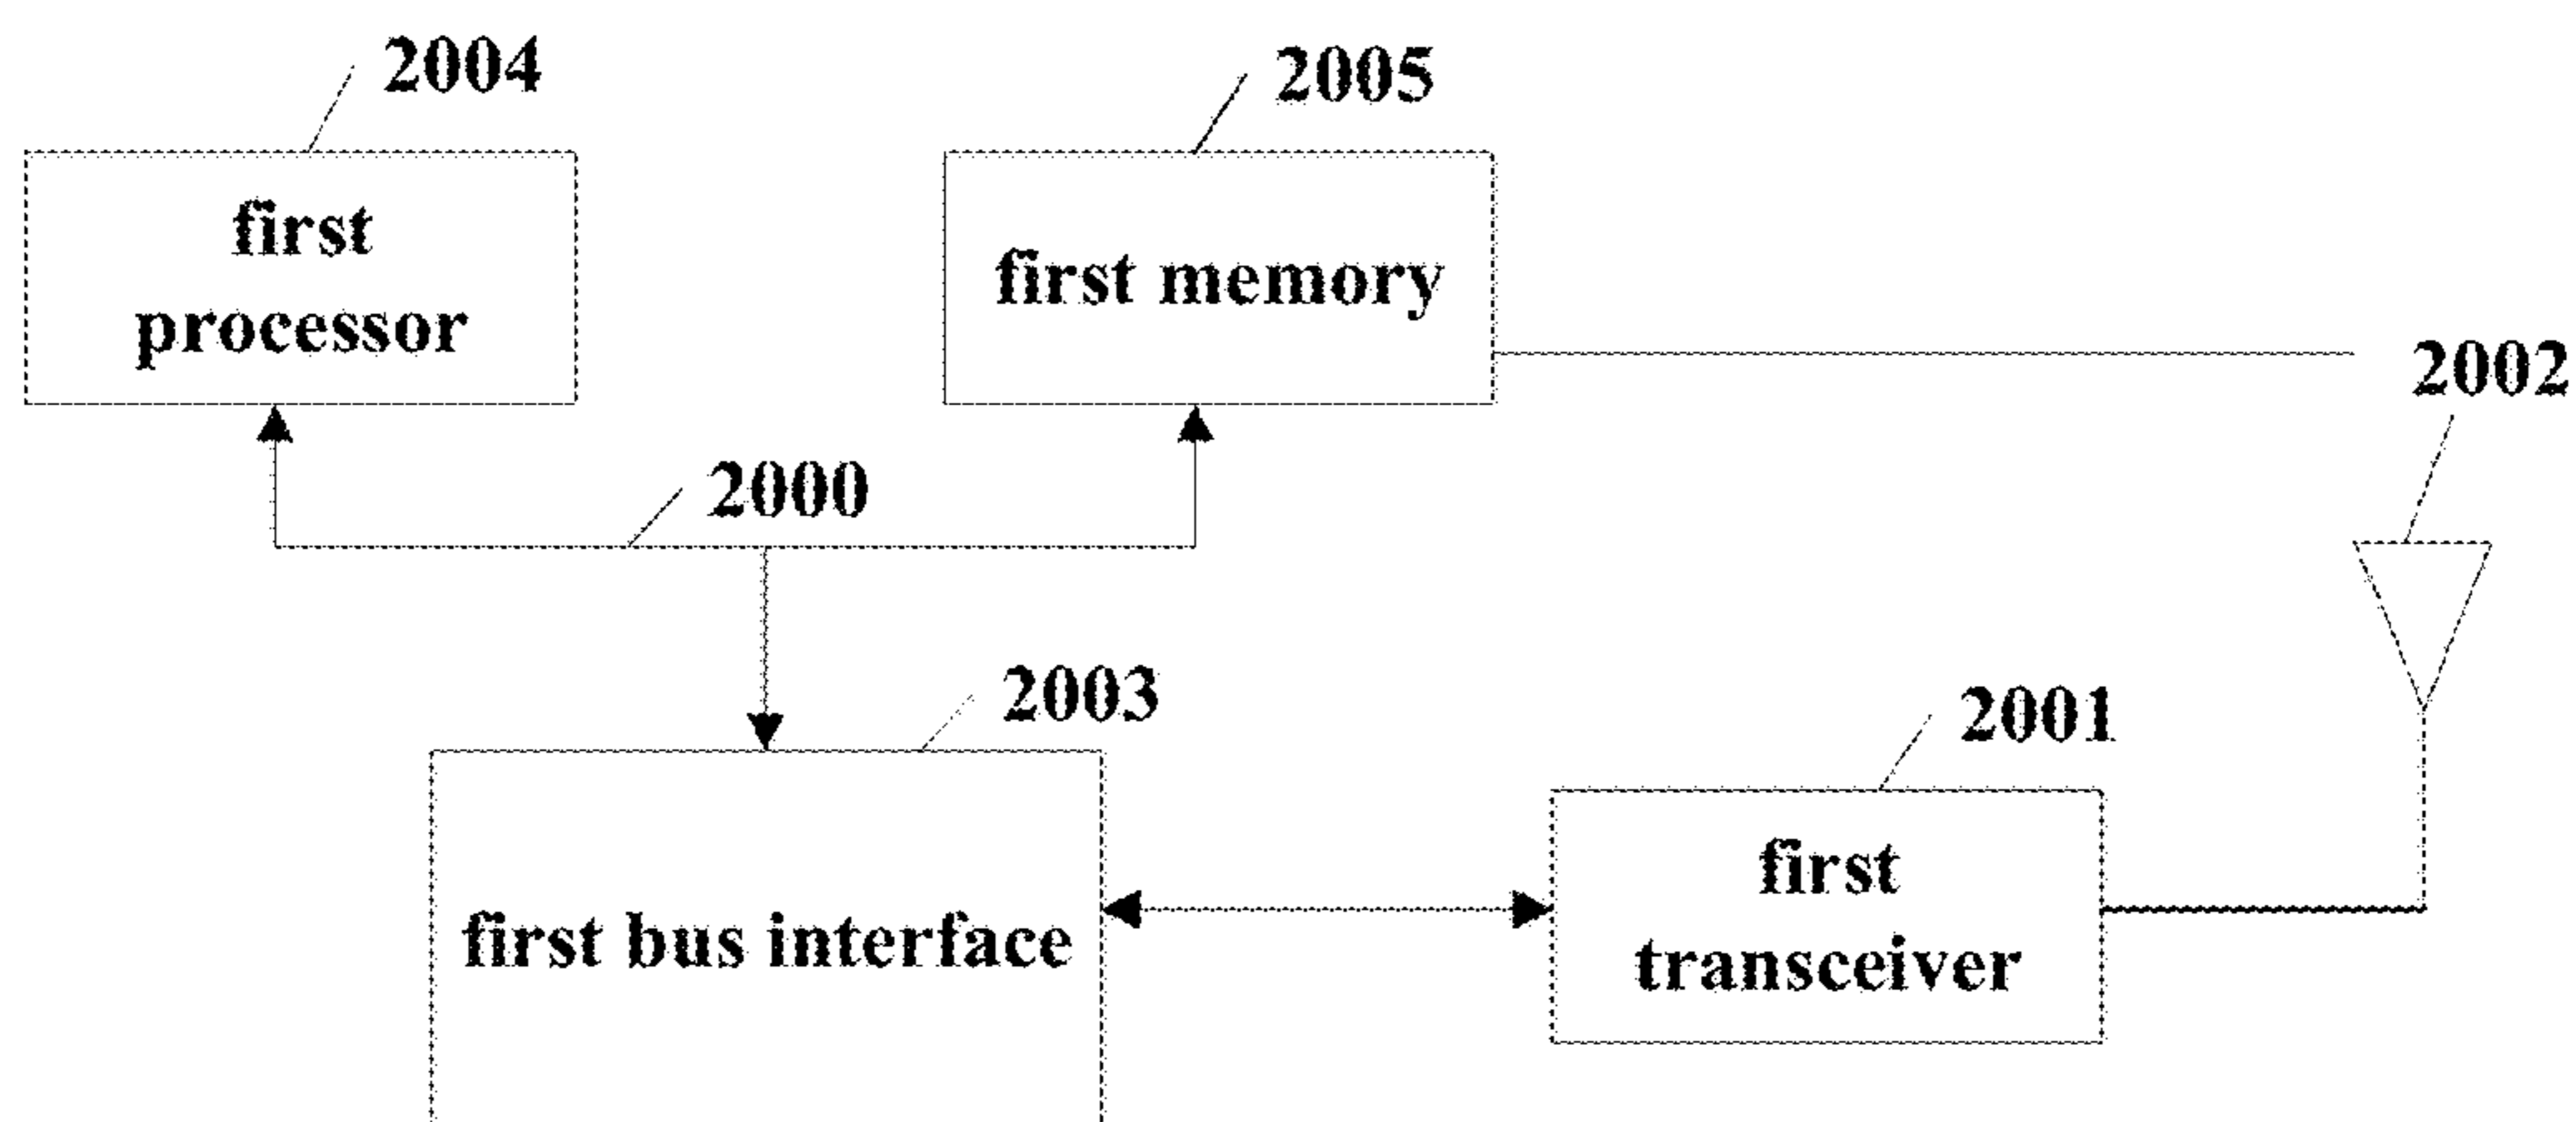 2004
2005
first
processor
first memory
2002
2000
2003
2001
first bus interface
first
transceiver